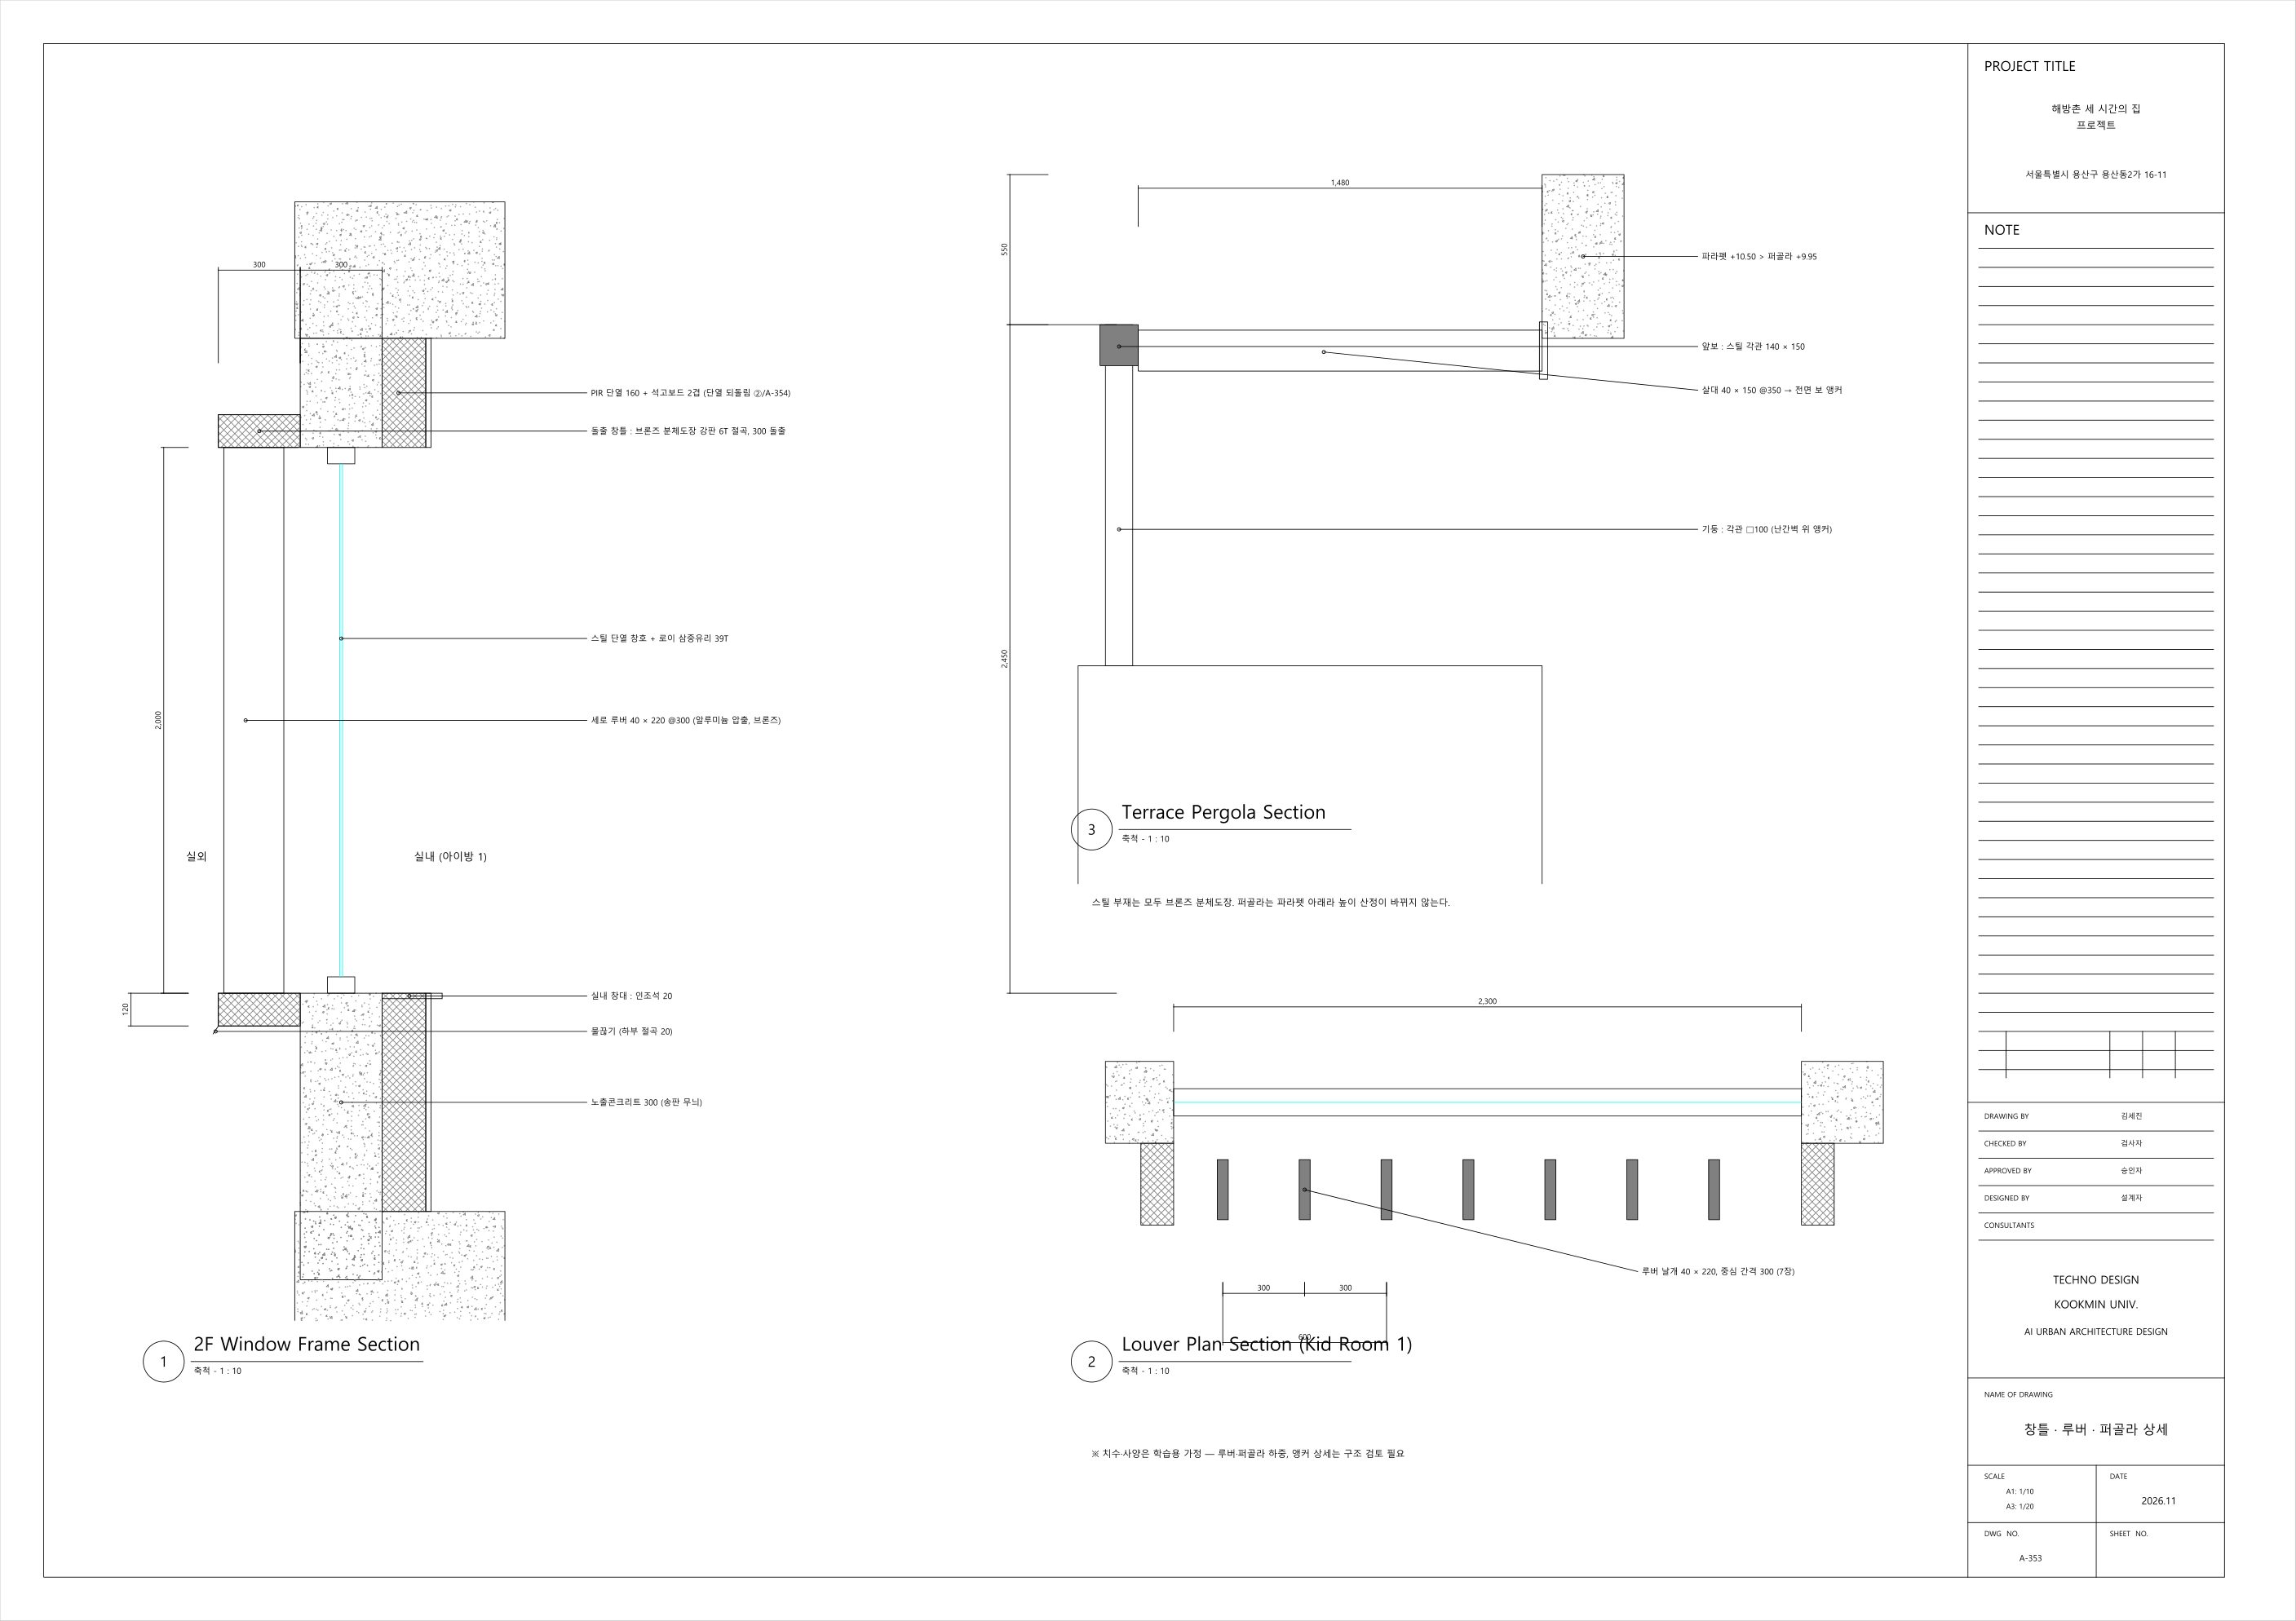 300
300
PIR 단열 160 + 석고보드 2겹 (단열 되돌림 ②/A-354)
돌출 창틀 : 브론즈 분체도장 강판 6T 절곡, 300 돌출
스틸 단열 창호 + 로이 삼중유리 39T
2,000
세로 루버 40 × 220 @300 (알루미늄 압출, 브론즈)
실외
실내 (아이방 1)
120
실내 창대 : 인조석 20
물끊기 (하부 절곡 20)
노출콘크리트 300 (송판 무늬)
1
2F Window Frame Section
축척 - 1 : 10
1,480
550
파라펫 +10.50 > 퍼골라 +9.95
앞보 : 스틸 각관 140 × 150
살대 40 × 150 @350 → 전면 보 앵커
기둥 : 각관 □100 (난간벽 위 앵커)
2,450
3
Terrace Pergola Section
축척 - 1 : 10
스틸 부재는 모두 브론즈 분체도장. 퍼골라는 파라펫 아래라 높이 산정이 바뀌지 않는다.
2,300
루버 날개 40 × 220, 중심 간격 300 (7장)
300
300
600
2
Louver Plan Section (Kid Room 1)
축척 - 1 : 10
※ 치수·사양은 학습용 가정 — 루버·퍼골라 하중, 앵커 상세는 구조 검토 필요
PROJECT TITLE
해방촌 세 시간의 집
프로젝트
서울특별시 용산구 용산동2가 16-11
NOTE
DRAWING BY 김세진
CHECKED BY 검사자
APPROVED BY 승인자
DESIGNED BY 설계자
CONSULTANTS
TECHNO DESIGN
KOOKMIN UNIV.
AI URBAN ARCHITECTURE DESIGN
NAME OF DRAWING
창틀 · 루버 · 퍼골라 상세
SCALE
A1: 1/10
A3: 1/20
DATE
2026.11
DWG NO.
A-353
SHEET NO.